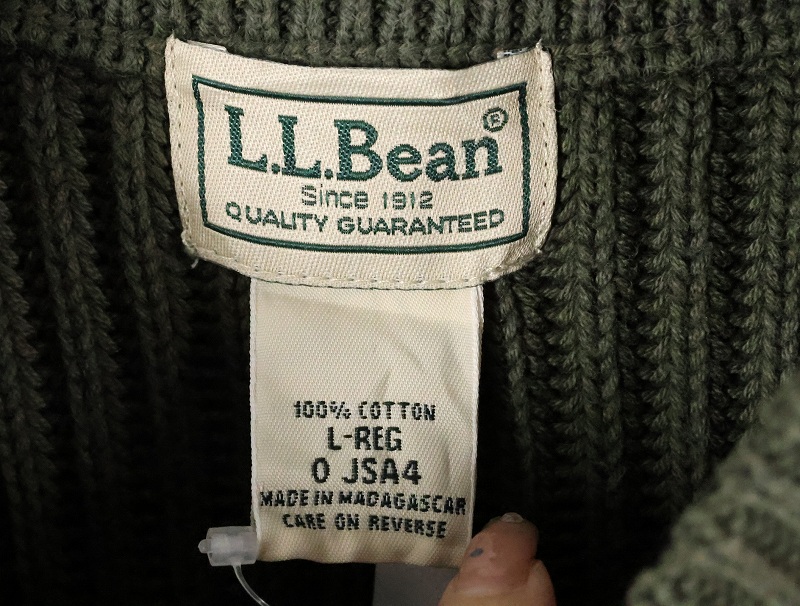 L.L.Bean®
Since 1912
QUALITY GUARANTEED
100% COTTON
L-REG
0 JSA4
MADE IN MADAGASCAR
CARE ON REVERSE